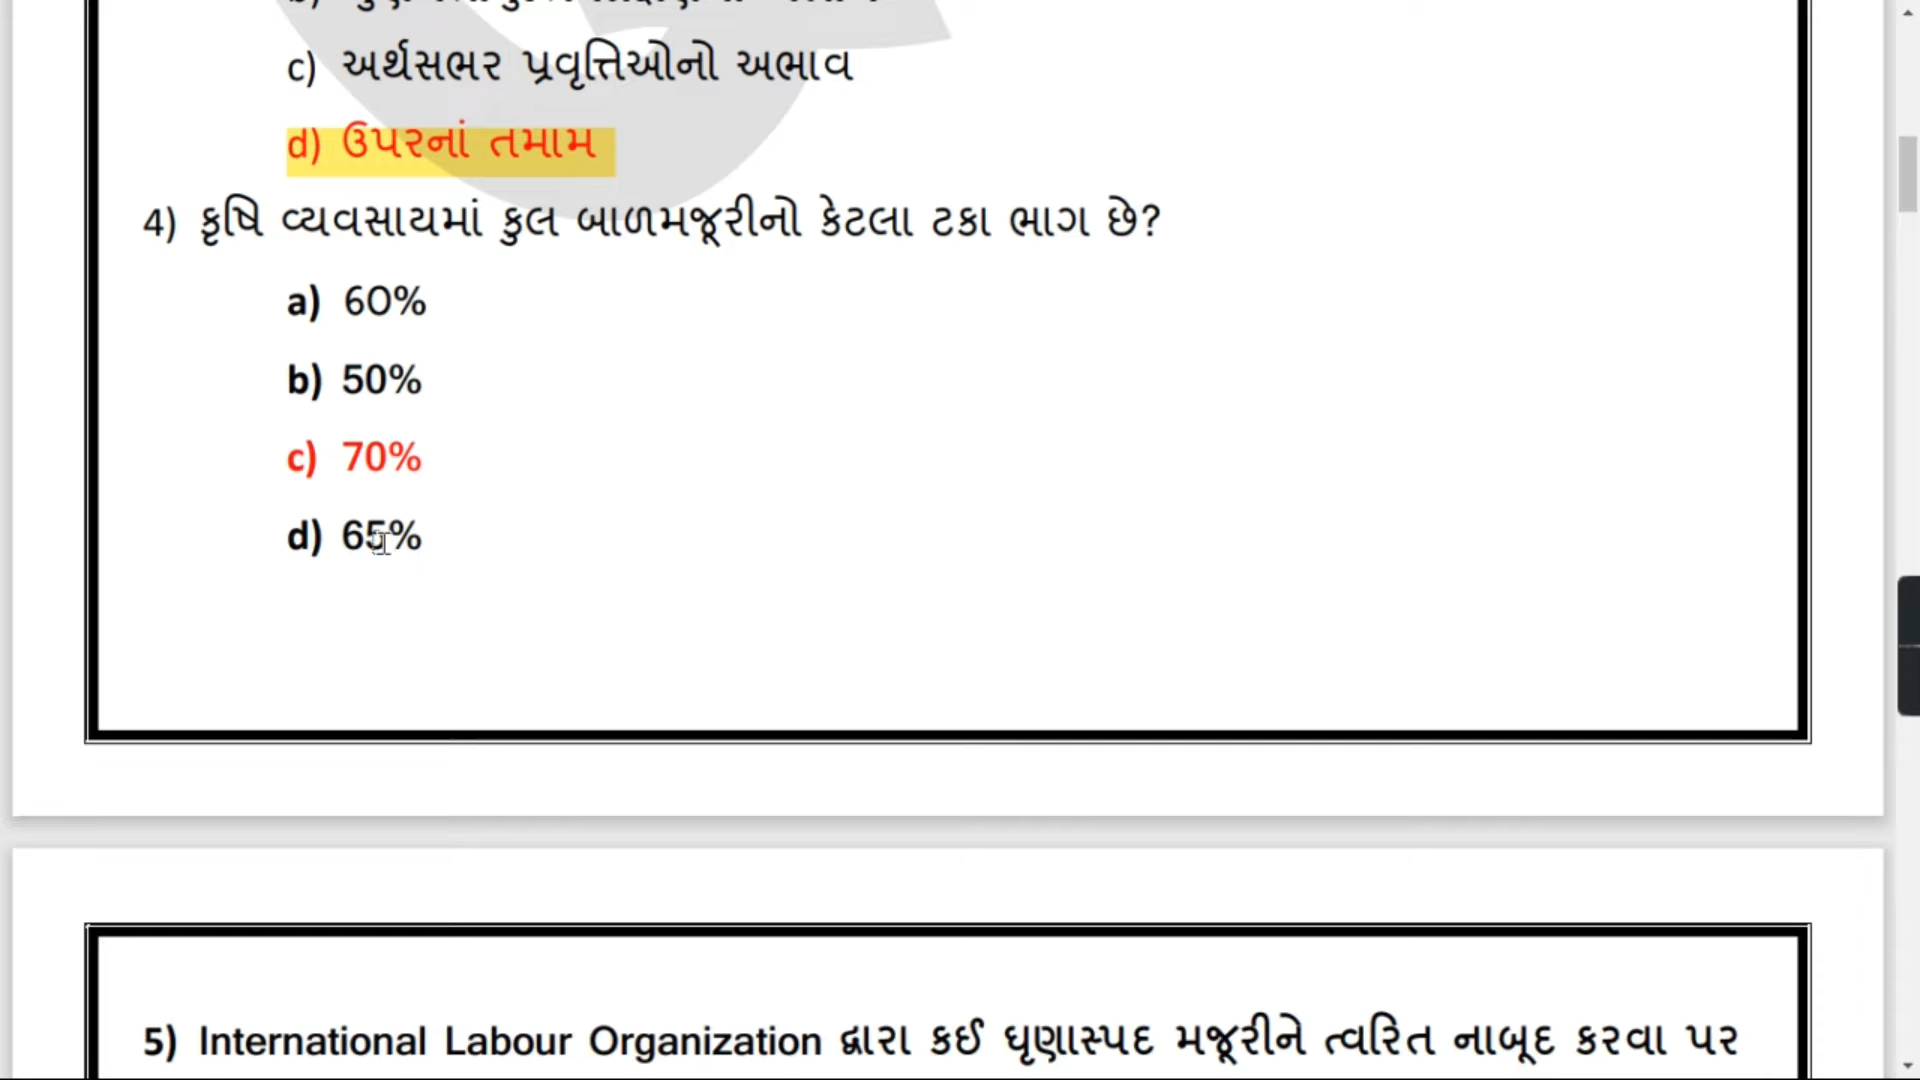 c) અર્થસભર પ્રવૃત્તિઓનો અભાવ
d) ઉપરનાં તમામ
4) કૃષિ વ્યવસાયમાં કુલ બાળમજૂરીનો કેટલા ટકા ભાગ છે?
a) 60%
b) 50%
c) 70%
d) 65%
5) International Labour Organization દ્વારા કઈ ઘૃણાસ્પદ મજૂરીને ત્વરિત નાબૂદ કરવા પર